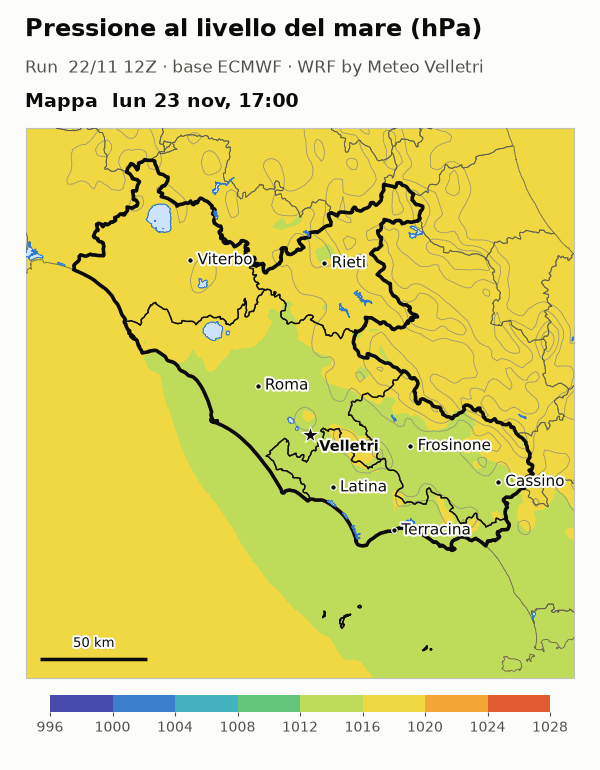 Pressione al livello del mare (hPa)
Run  22/11 12Z · base ECMWF · WRF by Meteo Velletri
Mappa  lun 23 nov, 17:00
Viterbo
Rieti
Roma
Velletri
Frosinone
Latina
Cassino
Terracina
50 km
996 1000 1004 1008 1012 1016 1020 1024 1028